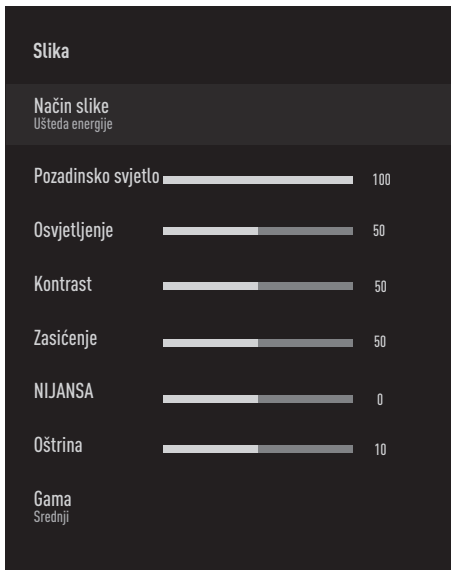 Slika
Način slike
Ušteda energije
Pozadinsko svjetlo 100
Osvjetljenje 50
Kontrast 50
Zasićenje 50
NIJANSA 0
Oštrina 10
Gama
Srednji